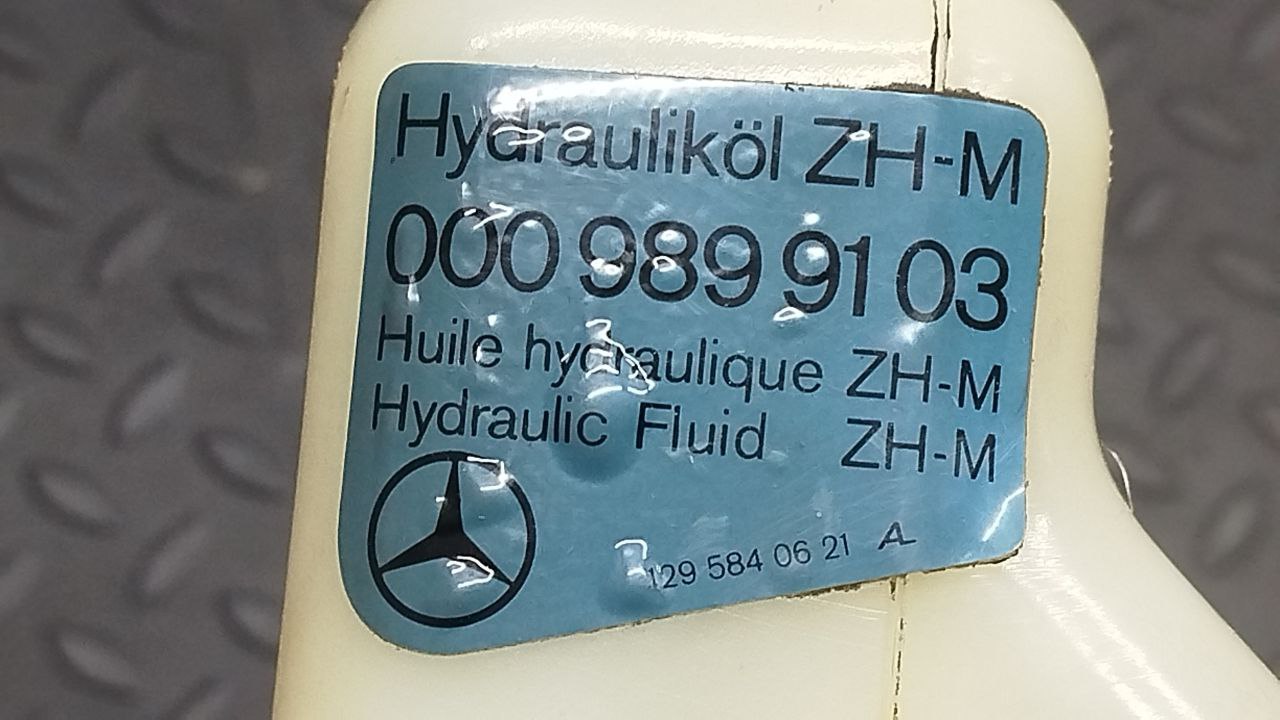 Hydrauliköl ZH-M
000 989 91 03
Huile hydraulique ZH-M
Hydraulic Fluid ZH-M
129 584 06 21 A